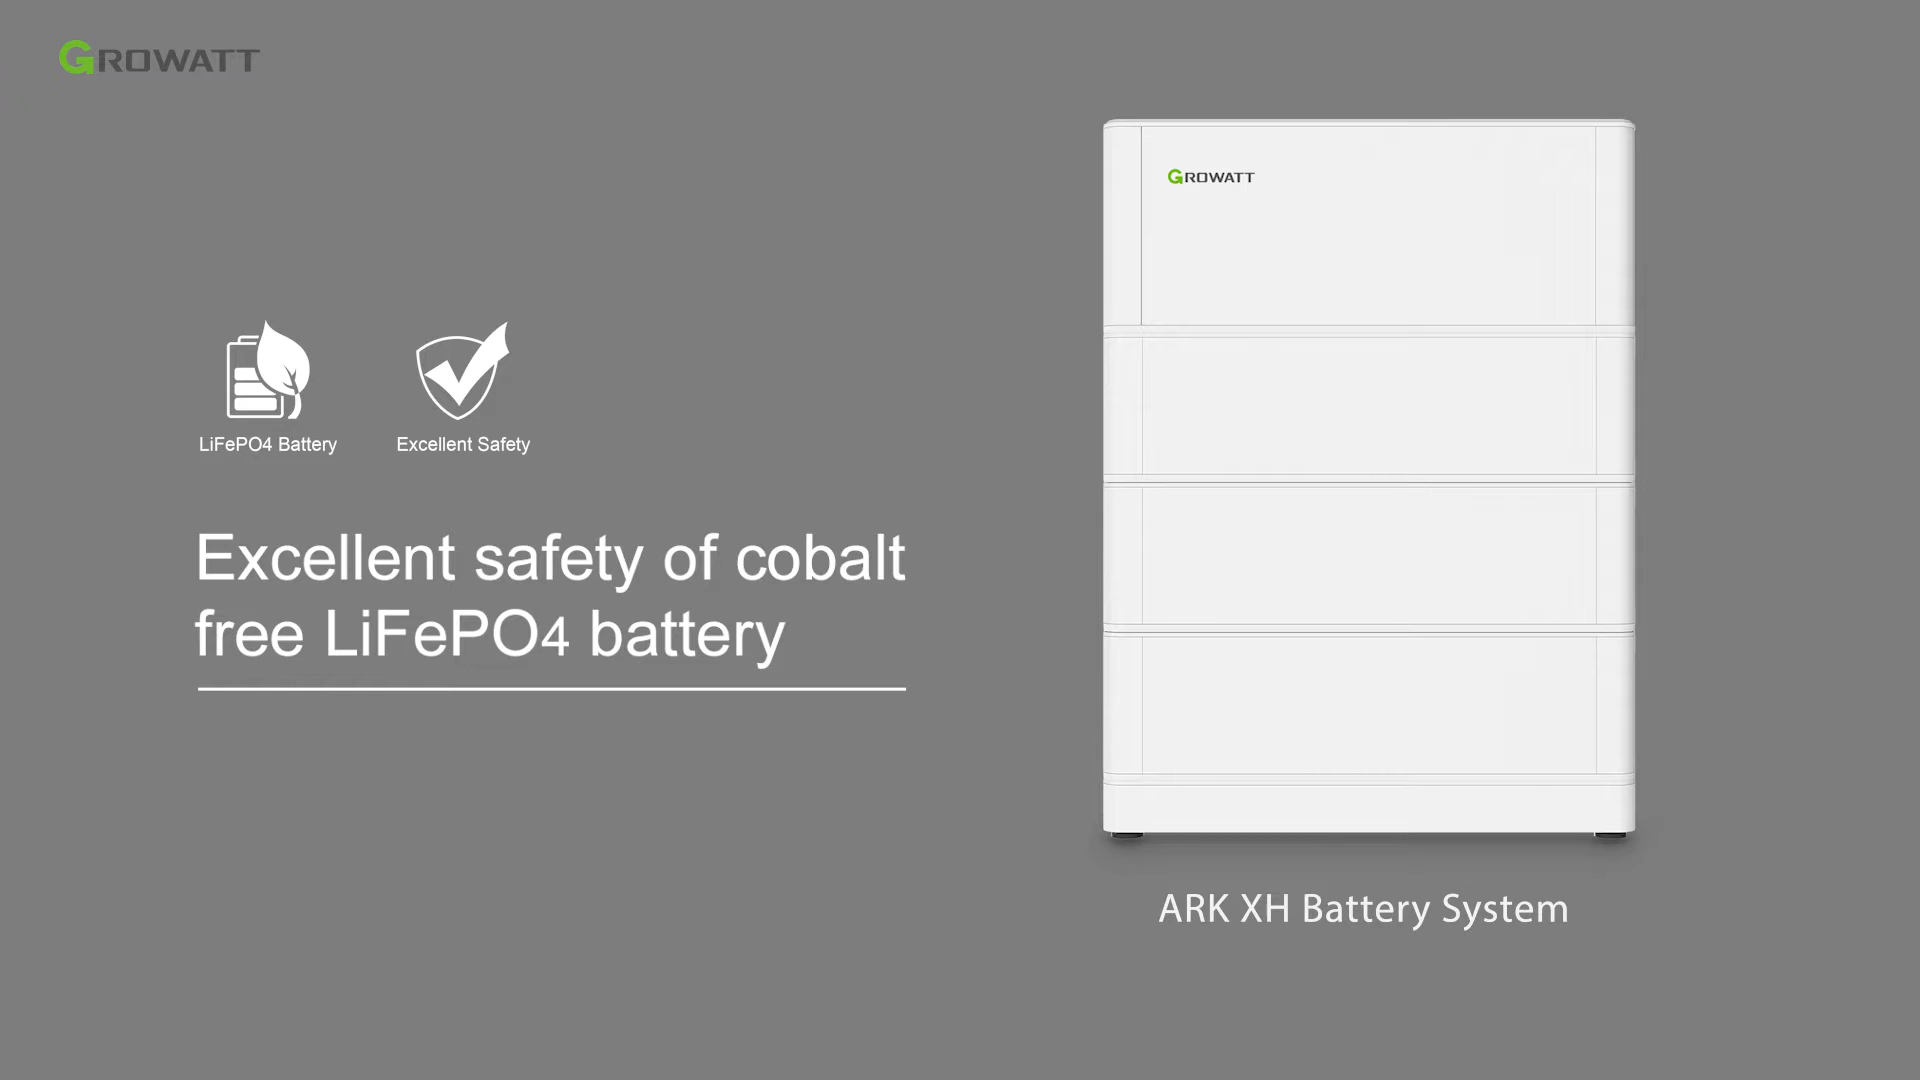 GROWATT
GROWATT
LiFePO4 Battery
Excellent Safety
Excellent safety of cobalt
free LiFePO4 battery
ARK XH Battery System